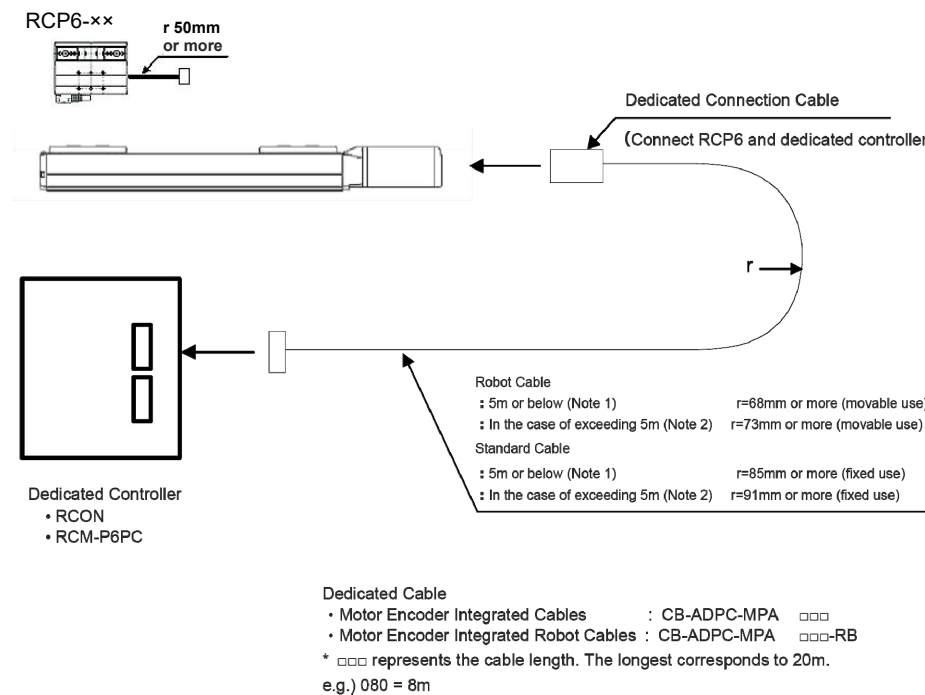 RCP6-××
r 50mm
or more
Dedicated Connection Cable
(Connect RCP6 and dedicated controller
r
Robot Cable
: 5m or below (Note 1) r=68mm or more (movable use)
: In the case of exceeding 5m (Note 2) r=73mm or more (movable use)
Standard Cable
: 5m or below (Note 1) r=85mm or more (fixed use)
: In the case of exceeding 5m (Note 2) r=91mm or more (fixed use)
Dedicated Controller
• RCON
• RCM-P6PC
Dedicated Cable
・Motor Encoder Integrated Cables : CB-ADPC-MPA □□□
・Motor Encoder Integrated Robot Cables : CB-ADPC-MPA □□□-RB
* □□□ represents the cable length. The longest corresponds to 20m.
e.g.) 080 = 8m